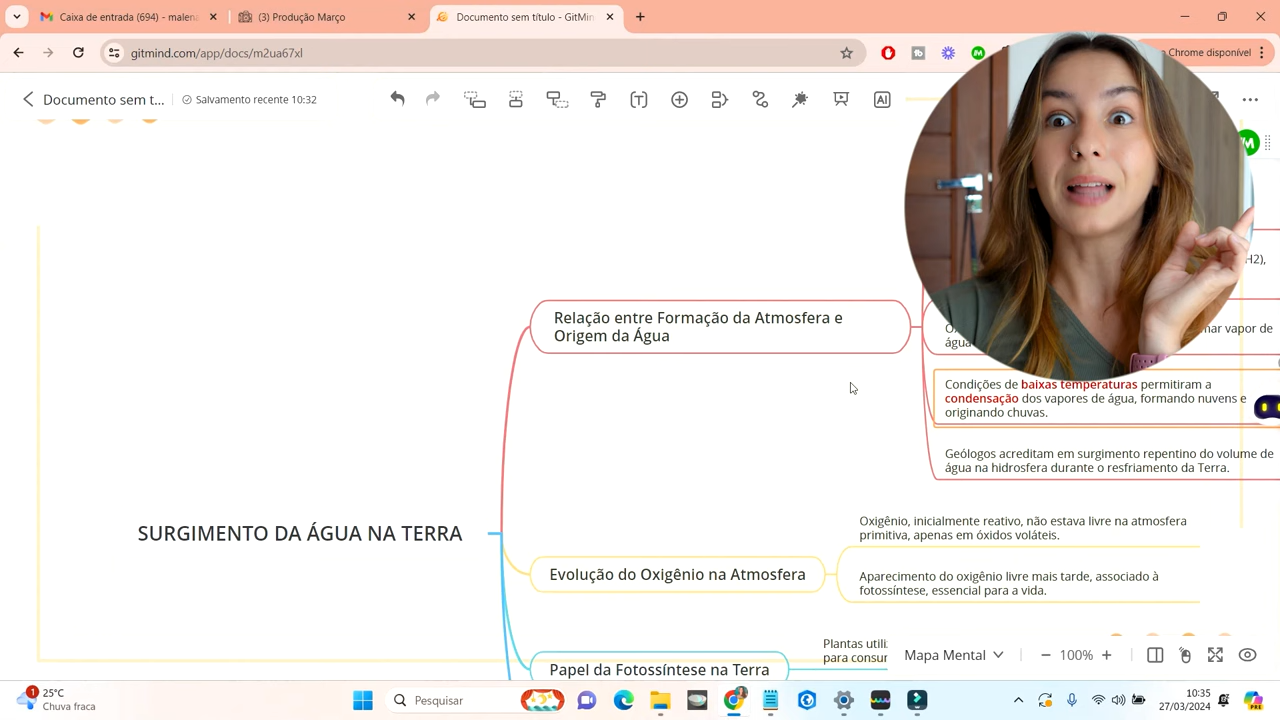 Caixa de entrada (694) - malena
(3) Produção Março
Documento sem título - GitMin
gitmind.com/app/docs/m2ua67xl
Chrome disponível
Documento sem t...
Salvamento recente 10:32
AI
H2),
Relação entre Formação da Atmosfera e
Origem da Água
mar vapor de
água
Condições de baixas temperaturas permitiram a
condensação dos vapores de água, formando nuvens e
originando chuvas.
Geólogos acreditam em surgimento repentino do volume de
água na hidrosfera durante o resfriamento da Terra.
SURGIMENTO DA ÁGUA NA TERRA
Oxigênio, inicialmente reativo, não estava livre na atmosfera
primitiva, apenas em óxidos voláteis.
Evolução do Oxigênio na Atmosfera
Aparecimento do oxigênio livre mais tarde, associado à
fotossíntese, essencial para a vida.
Papel da Fotossíntese na Terra
Plantas utili
para consur
Mapa Mental
100%
1
25°C
Chuva fraca
Pesquisar
10:35
27/03/2024
PRE